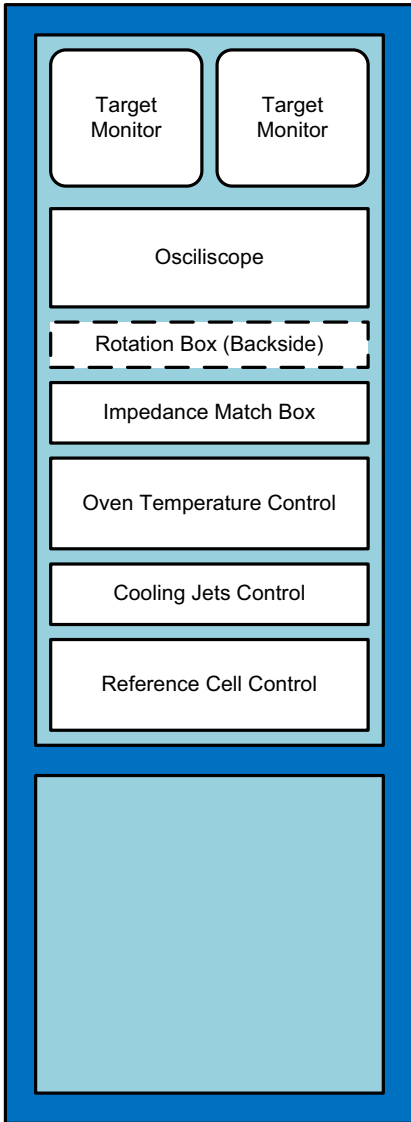 Target Target
Monitor Monitor
Osciliscope
Rotation Box (Backside)
Impedance Match Box
Oven Temperature Control
Cooling Jets Control
Reference Cell Control